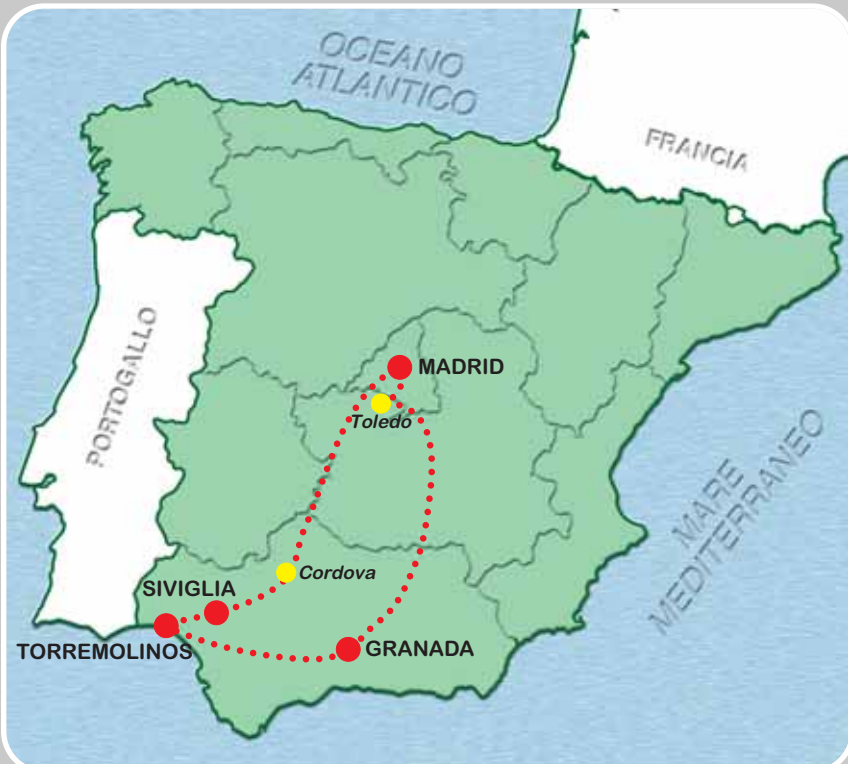 OCEANO
ATLANTICO
FRANCIA
PORTOGALLO
MADRID
Toledo
MARE
MEDITERRANEO
Cordova
SIVIGLIA
TORREMOLINOS
GRANADA